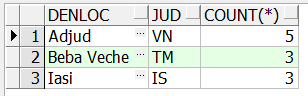 DENLOC JUD COUNT(*)
1 Adjud ... VN 5
2 Beba Veche ... TM 3
3 Iasi ... IS 3